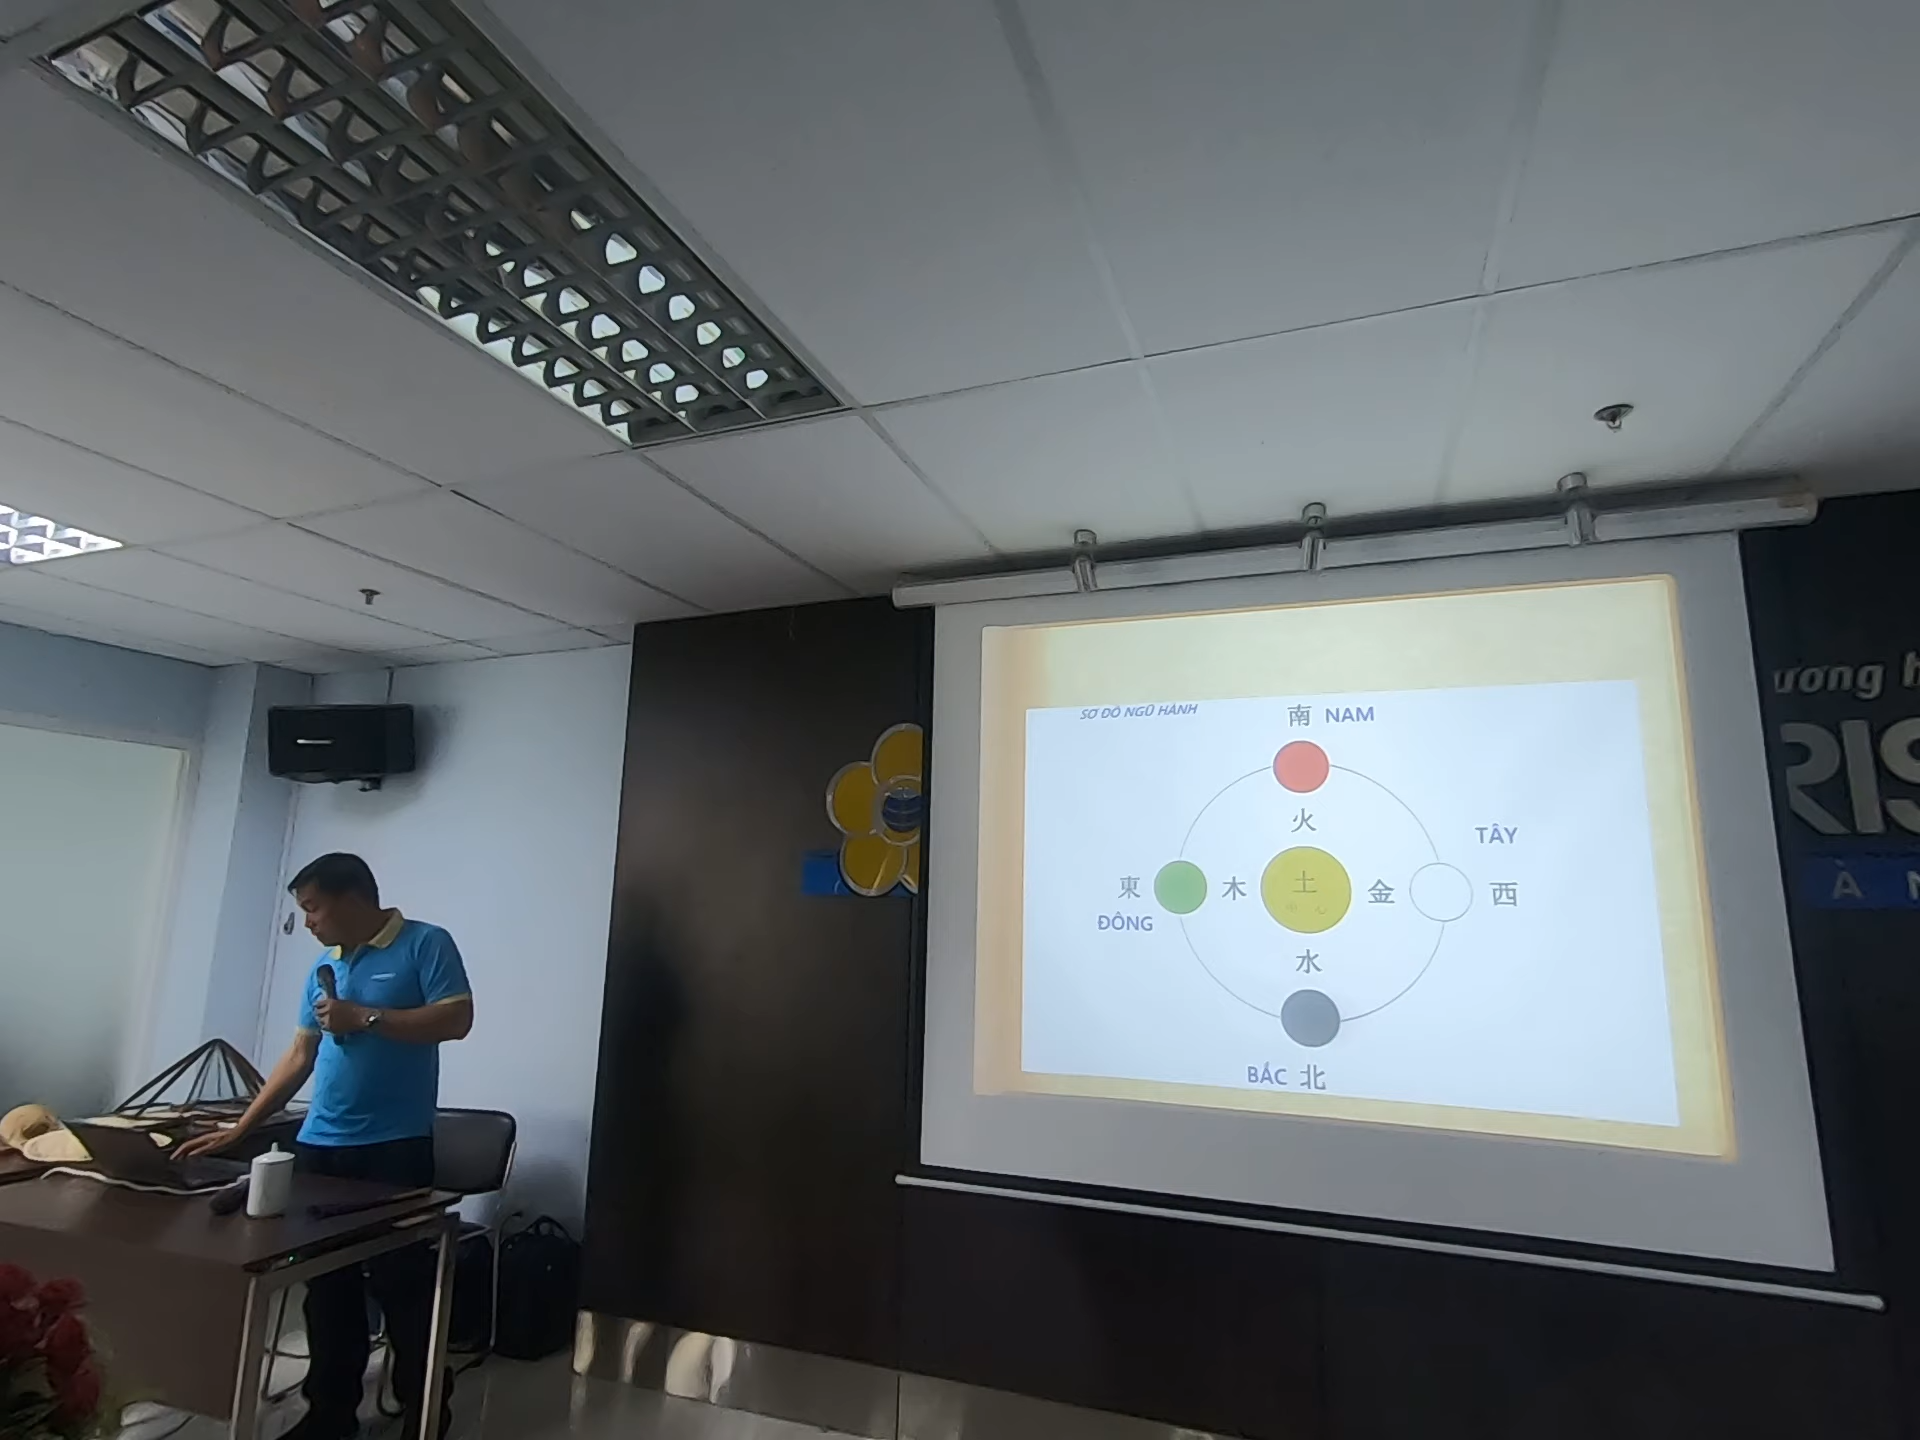 SƠ ĐỒ NGŨ HÀNH
南 NAM
火
TÂY
東 木 土 金 西
ĐÔNG
水
BẮC 北
ương h
RIS